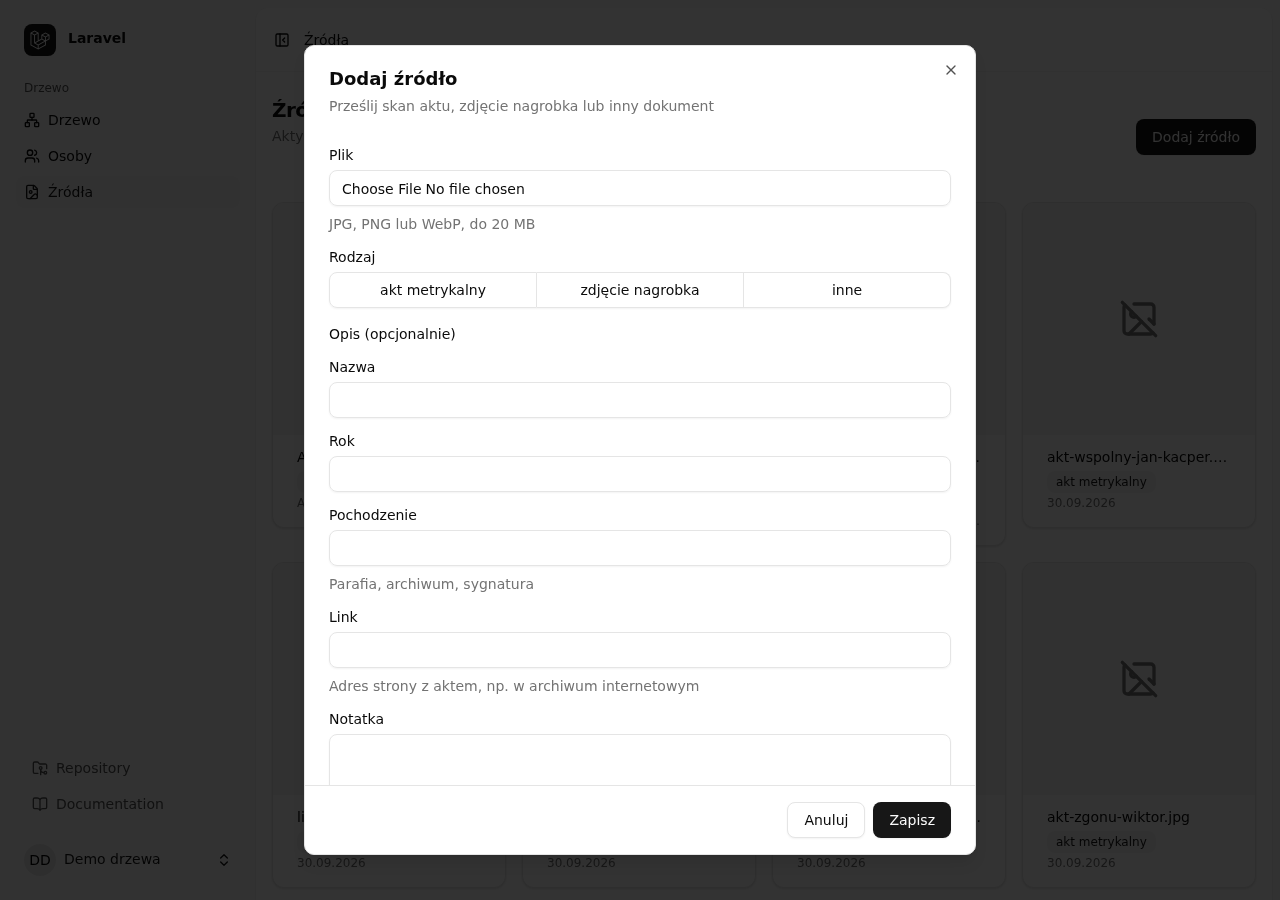 Laravel
Źródła
Drzewo
Drzewo
Osoby
Źródła
Dodaj źródło
Dodaj źródło
Prześlij skan aktu, zdjęcie nagrobka lub inny dokument
Plik
Choose File No file chosen
JPG, PNG lub WebP, do 20 MB
Rodzaj
akt metrykalny
zdjęcie nagrobka
inne
Opis (opcjonalnie)
Nazwa
Rok
Pochodzenie
Parafia, archiwum, sygnatura
Link
Adres strony z aktem, np. w archiwum internetowym
Notatka
Anuluj
Zapisz
akt-wspolny-jan-kacper....
akt metrykalny
30.09.2026
akt-zgonu-wiktor.jpg
akt metrykalny
30.09.2026
30.09.2026
30.09.2026
30.09.2026
Repository
Documentation
DD
Demo drzewa